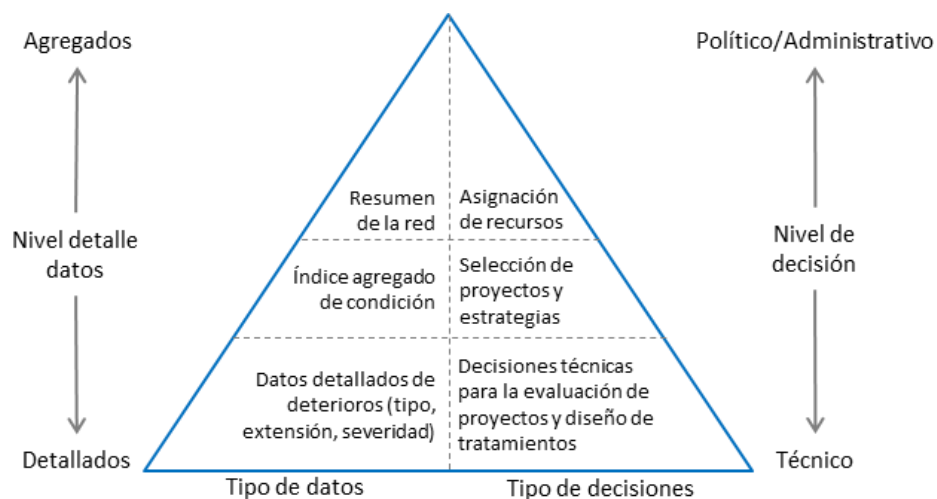 Agregados
Nivel detalle
datos
Detallados
Resumen
de la red
Asignación
de recursos
Índice agregado
de condición
Selección de
proyectos y
estrategias
Datos detallados de
deterioros (tipo,
extensión, severidad)
Decisiones técnicas
para la evaluación de
proyectos y diseño de
tratamientos
Tipo de datos
Tipo de decisiones
Político/Administrativo
Nivel de
decisión
Técnico